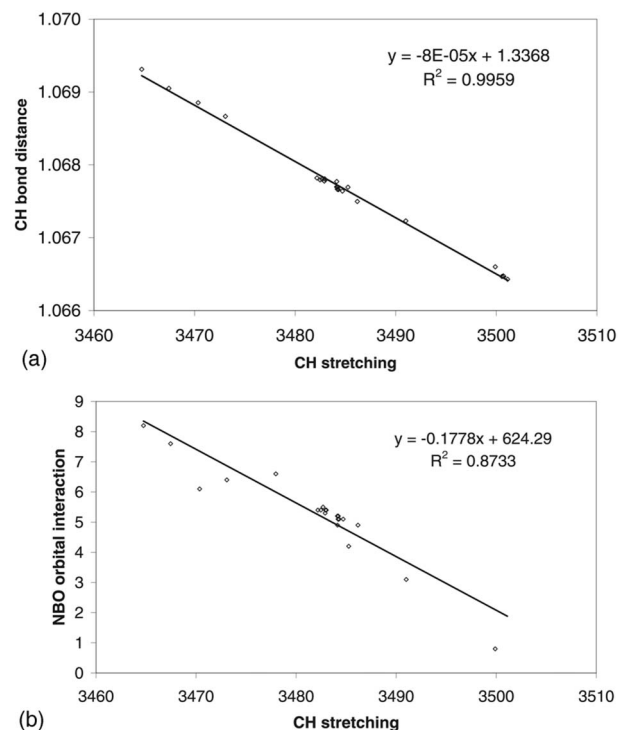 1.070
1.069
1.068
1.067
1.066
CH bond distance
y = -8E-05x + 1.3368
R² = 0.9959
3460 3470 3480 3490 3500 3510
(a)
CH stretching
9
8
7
6
5
4
3
2
1
0
NBO orbital interaction
y = -0.1778x + 624.29
R² = 0.8733
3460 3470 3480 3490 3500 3510
(b)
CH stretching